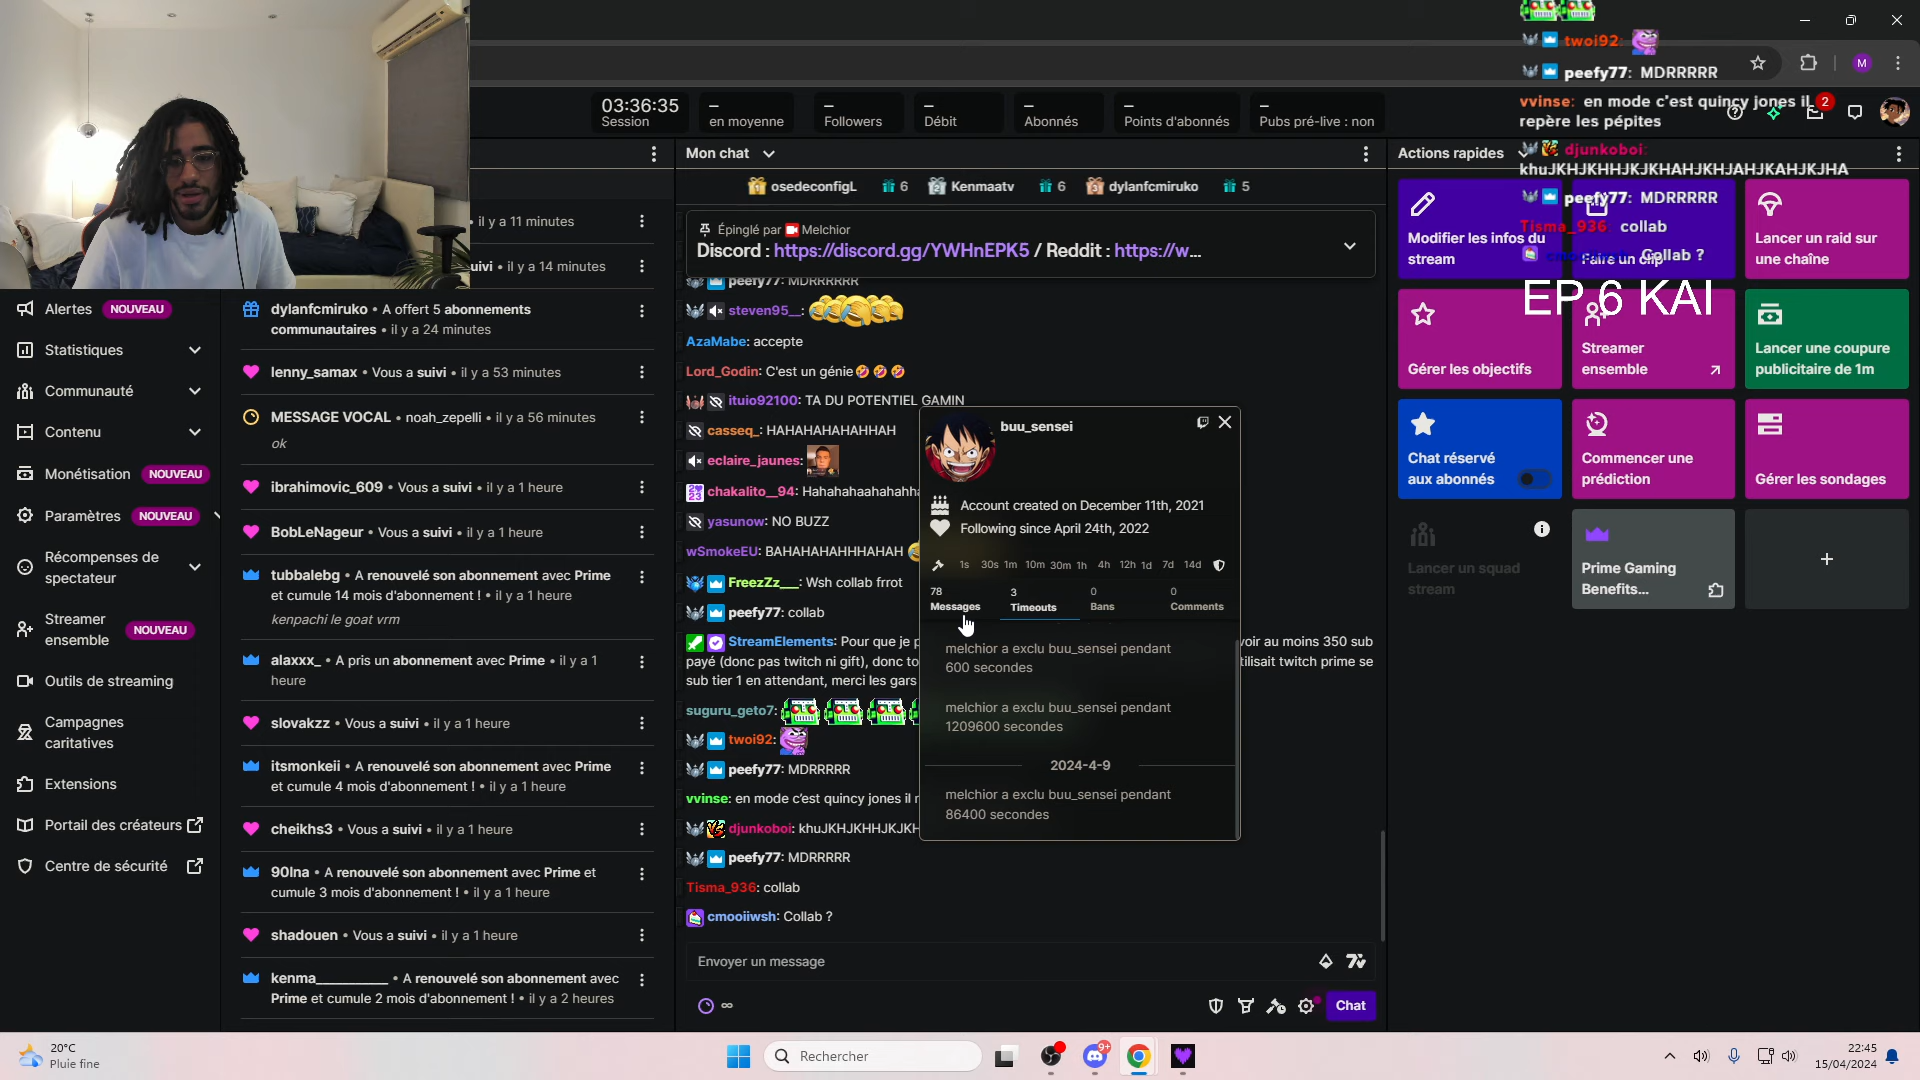 03:36:35
Session
–
en moyenne
–
Followers
–
Débit
–
Abonnés
–
Points d'abonnés
–
Pubs pré-live : non
twoi92:
peefy77: MDRRRRR
vvinse: en mode c'est quincy jones il
repère les pépites
2
djunkoboi:
khuJKHJKHHJKJKHAHJKHJAHJKAHJKJHA
peefy77: MDRRRRR
Tisma_936: collab
Collab ?
EP 6 KAI
M
Alertes NOUVEAU
Statistiques
Communauté
Contenu
Monétisation NOUVEAU
Paramètres NOUVEAU
Récompenses de
spectateur
Streamer
ensemble NOUVEAU
Outils de streaming
Campagnes
caritatives
Extensions
Portail des créateurs
Centre de sécurité
• il y a 11 minutes
uivi • il y a 14 minutes
dylanfcmiruko • A offert 5 abonnements
communautaires • il y a 24 minutes
lenny_samax • Vous a suivi • il y a 53 minutes
MESSAGE VOCAL • noah_zepelli • il y a 56 minutes
ok
ibrahimovic_609 • Vous a suivi • il y a 1 heure
BobLeNageur • Vous a suivi • il y a 1 heure
tubbalebg • A renouvelé son abonnement avec Prime
et cumule 14 mois d'abonnement ! • il y a 1 heure
kenpachi le goat vrm
alaxxx_ • A pris un abonnement avec Prime • il y a 1
heure
slovakzz • Vous a suivi • il y a 1 heure
itsmonkeii • A renouvelé son abonnement avec Prime
et cumule 4 mois d'abonnement ! • il y a 1 heure
cheikhs3 • Vous a suivi • il y a 1 heure
90lna • A renouvelé son abonnement avec Prime et
cumule 3 mois d'abonnement ! • il y a 1 heure
shadouen • Vous a suivi • il y a 1 heure
kenma__________ • A renouvelé son abonnement avec
Prime et cumule 2 mois d'abonnement ! • il y a 2 heures
Mon chat
osedeconfigL 6 Kenmaatv 6 dylanfcmiruko 5
Épinglé par Melchior
Discord : https://discord.gg/YWHnEPK5 / Reddit : https://w...
peefy77: MDRRRRRR
steven95__:
AzaMabe: accepte
Lord_Godin: C'est un génie
ituio92100: TA DU POTENTIEL GAMIN
casseq_: HAHAHAHAHAHHAH
eclaire_jaunes:
chakalito__94: Hahahahaahahahha
yasunow: NO BUZZ
wSmokeEU: BAHAHAHAHHHAHAH
FreezZz___: Wsh collab frrot
peefy77: collab
StreamElements: Pour que je p
voir au moins 350 sub
payé (donc pas twitch ni gift), donc to
tilisait twitch prime se
sub tier 1 en attendant, merci les gars
suguru_geto7:
twoi92:
peefy77: MDRRRRR
vvinse: en mode c'est quincy jones il r
djunkoboi: khuJKHJKHHJKJKH
peefy77: MDRRRRR
Tisma_936: collab
cmooiiwsh: Collab ?
Envoyer un message
∞
Chat
buu_sensei
Account created on December 11th, 2021
Following since April 24th, 2022
1s 30s 1m 10m 30m 1h 4h 12h 1d 7d 14d
78
Messages
3
Timeouts
0
Bans
0
Comments
melchior a exclu buu_sensei pendant
600 secondes
melchior a exclu buu_sensei pendant
1209600 secondes
2024-4-9
melchior a exclu buu_sensei pendant
86400 secondes
Actions rapides
Modifier les infos du
stream
Faire un clip
Lancer un raid sur
une chaîne
Gérer les objectifs
Streamer
ensemble
Lancer une coupure
publicitaire de 1m
Chat réservé
aux abonnés
Commencer une
prédiction
Gérer les sondages
Lancer un squad
stream
Prime Gaming
Benefits...
+
20°C
Pluie fine
Rechercher
9+
22:45
15/04/2024